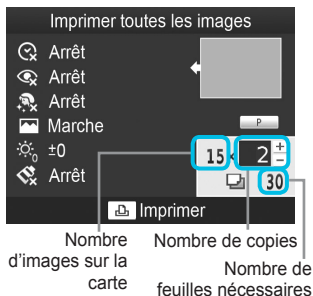 Imprimer toutes les images
Arrêt
Arrêt
Arrêt
Marche
P
±0
15 x 2 + −
Arrêt
30
Imprimer
Nombre d'images sur la carte
Nombre de copies
Nombre de feuilles nécessaires